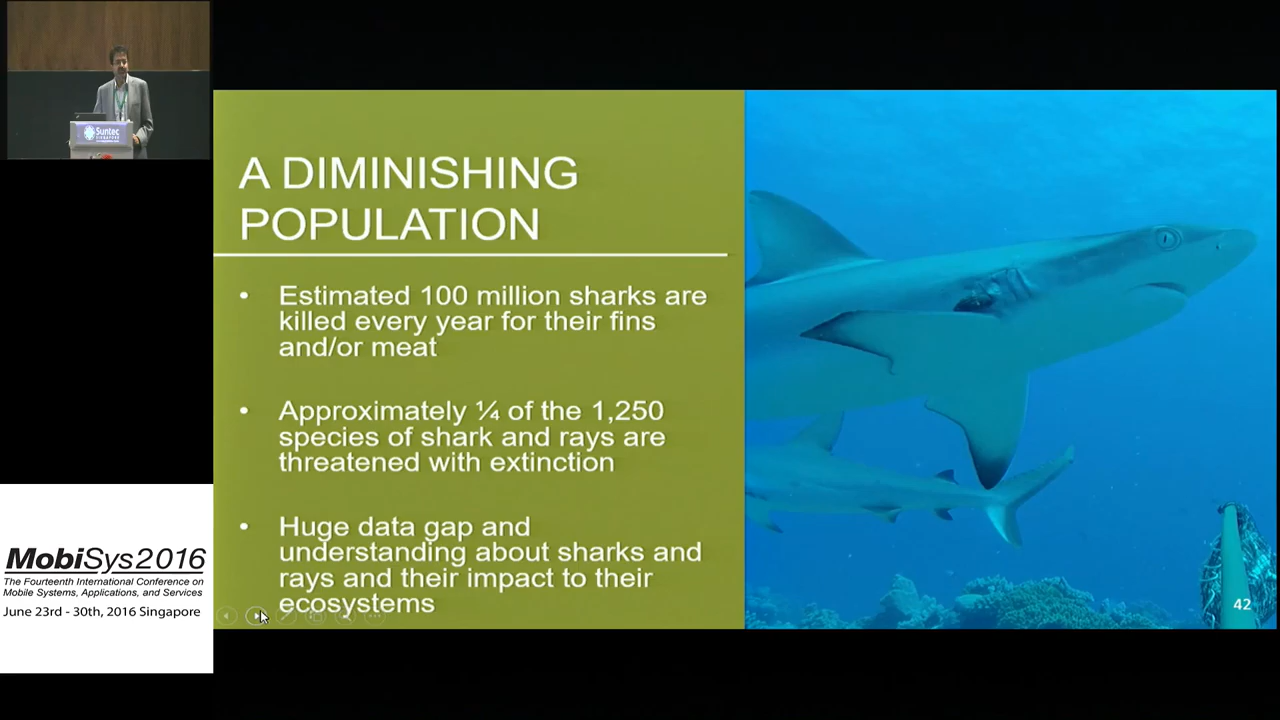 Suntec
SINGAPORE
A DIMINISHING
POPULATION
• Estimated 100 million sharks are
killed every year for their fins
and/or meat
• Approximately ¼ of the 1,250
species of shark and rays are
threatened with extinction
• Huge data gap and
understanding about sharks and
rays and their impact to their
ecosystems
42
MobiSys2016
The Fourteenth International Conference on
Mobile Systems, Applications, and Services
June 23rd - 30th, 2016 Singapore